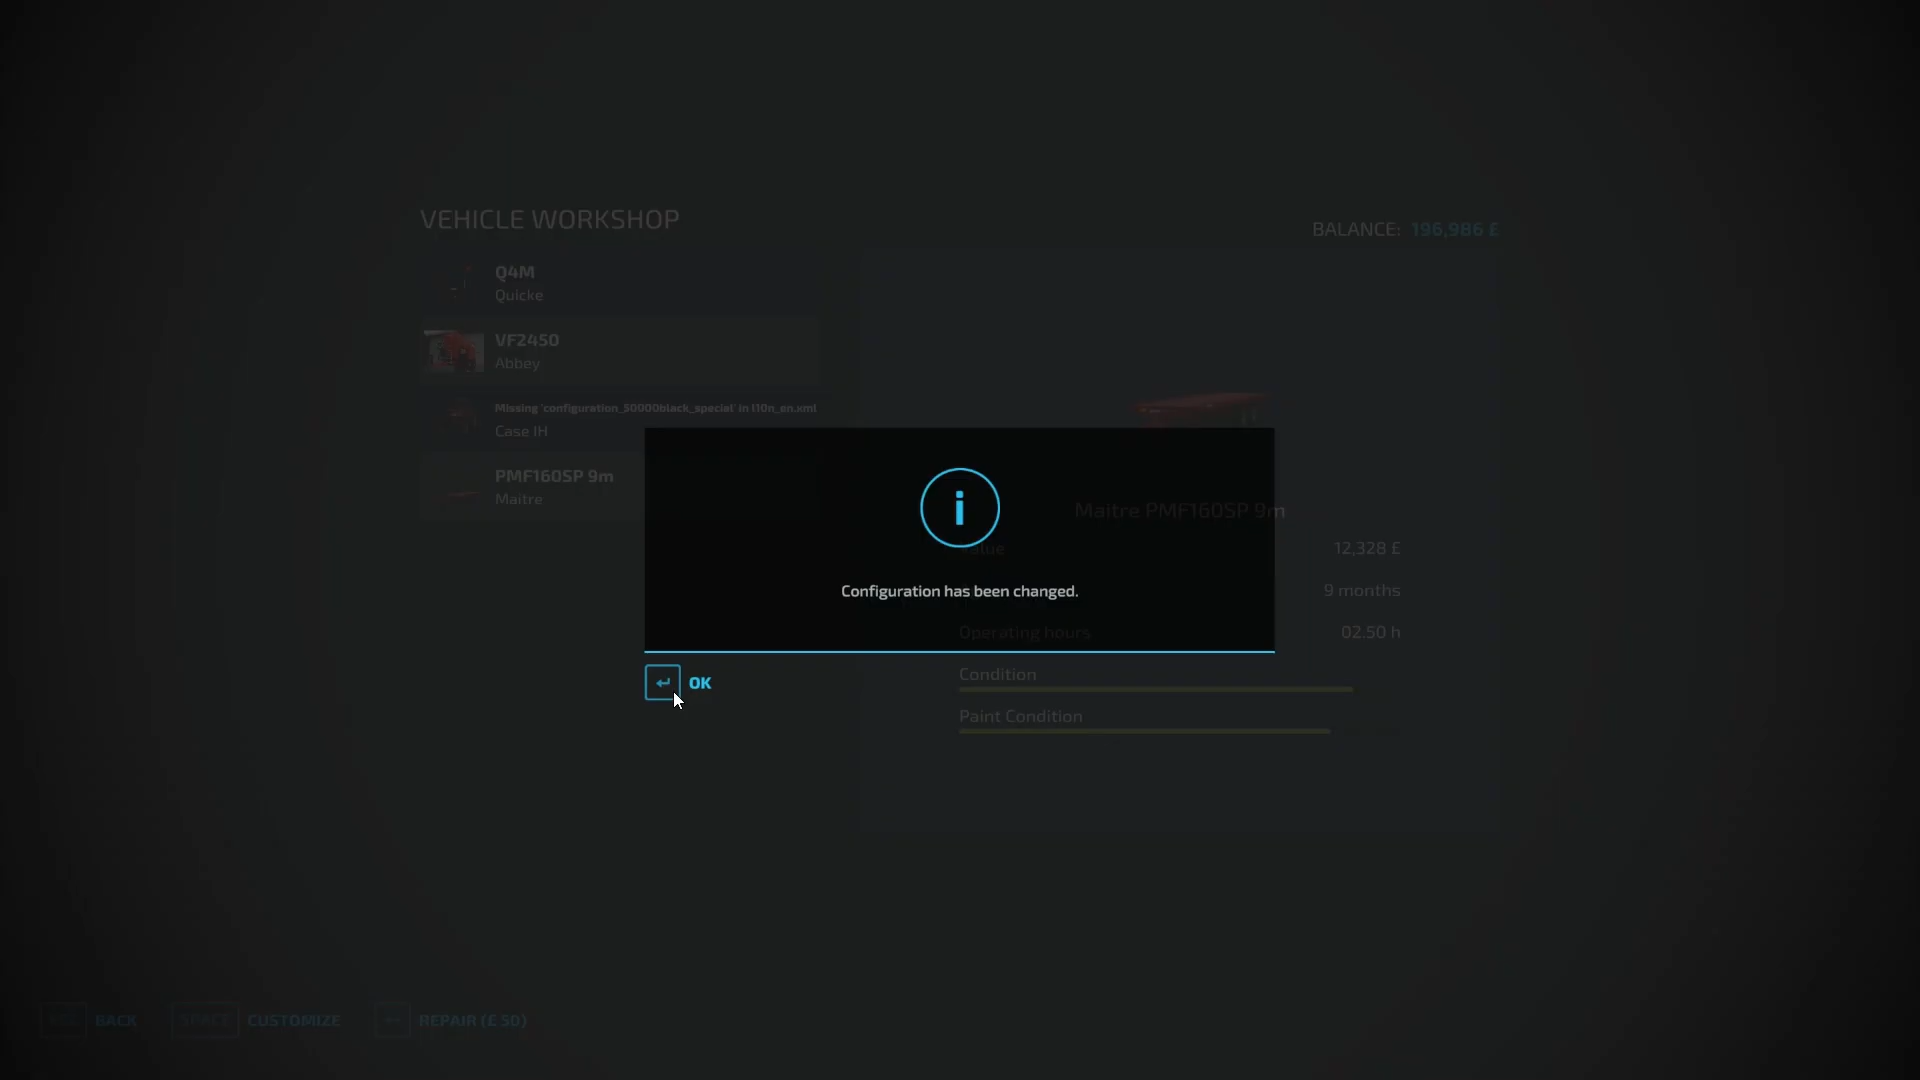 VEHICLE WORKSHOP
BALANCE: 196,986 £
Q4M
Quicke
VF2450
Abbey
Missing 'configuration_50000black_special' in l10n_en.xml
Case IH
PMF160SP 9m
Maitre
Maitre PMF160SP 9m
Value
12,328 £
9 months
Configuration has been changed.
Operating hours
02.50 h
OK
Condition
Paint Condition
BACK
SPACE
CUSTOMIZE
REPAIR (£ 50)